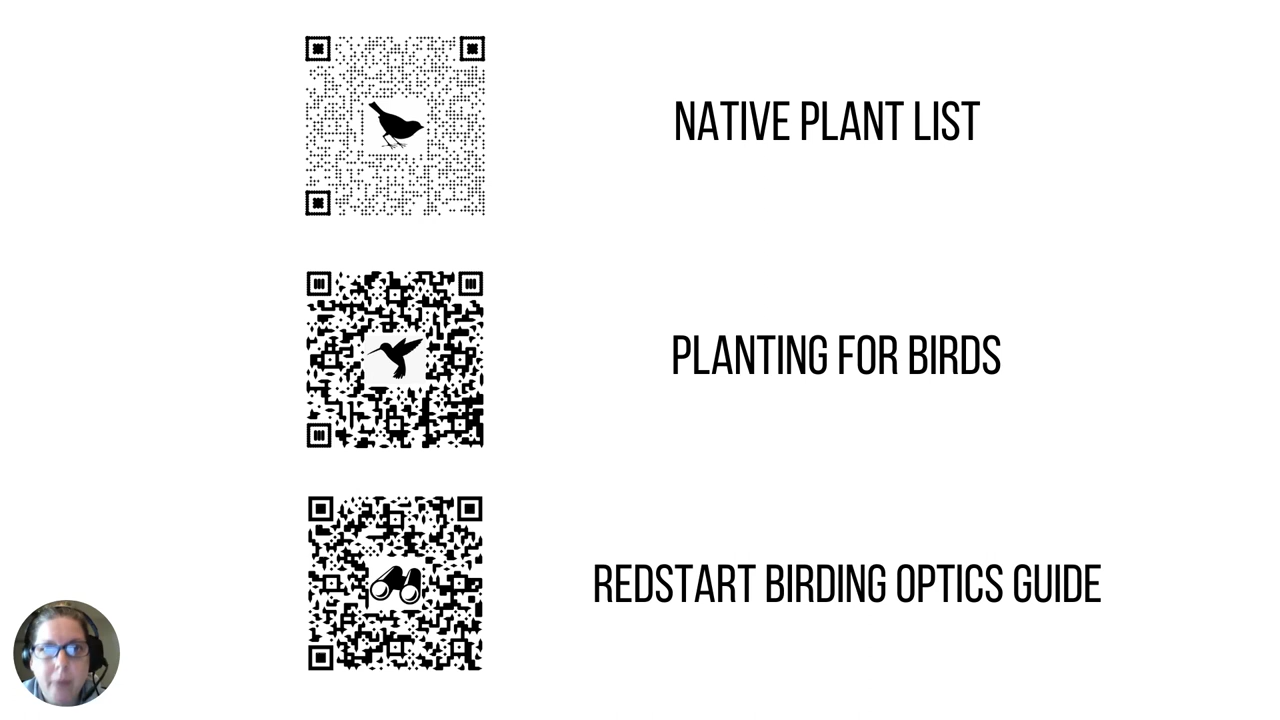 NATIVE PLANT LIST
PLANTING FOR BIRDS
REDSTART BIRDING OPTICS GUIDE